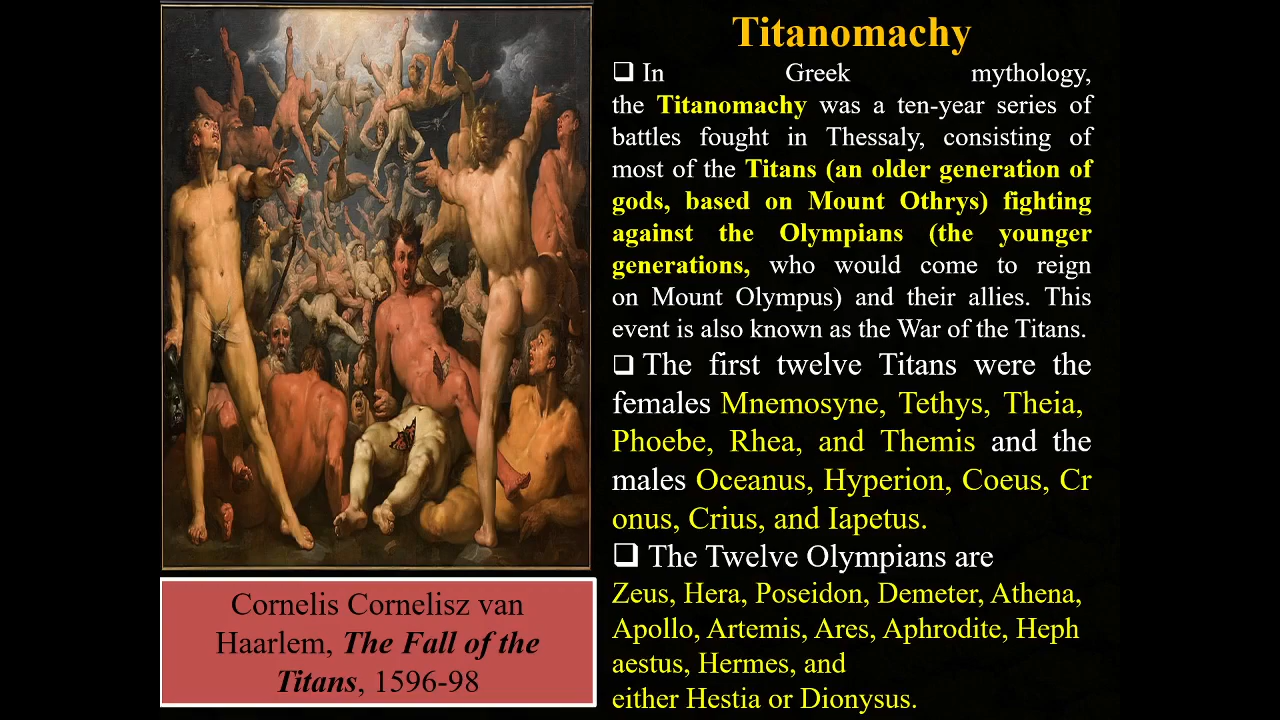 Titanomachy
❑ In Greek mythology,
the Titanomachy was a ten-year series of
battles fought in Thessaly, consisting of
most of the Titans (an older generation of
gods, based on Mount Othrys) fighting
against the Olympians (the younger
generations, who would come to reign
on Mount Olympus) and their allies. This
event is also known as the War of the Titans.
❑ The first twelve Titans were the
females Mnemosyne, Tethys, Theia,
Phoebe, Rhea, and Themis and the
males Oceanus, Hyperion, Coeus, Cr
onus, Crius, and Iapetus.
❑ The Twelve Olympians are
Zeus, Hera, Poseidon, Demeter, Athena,
Apollo, Artemis, Ares, Aphrodite, Heph
aestus, Hermes, and
either Hestia or Dionysus.
Cornelis Cornelisz van
Haarlem, The Fall of the
Titans, 1596-98